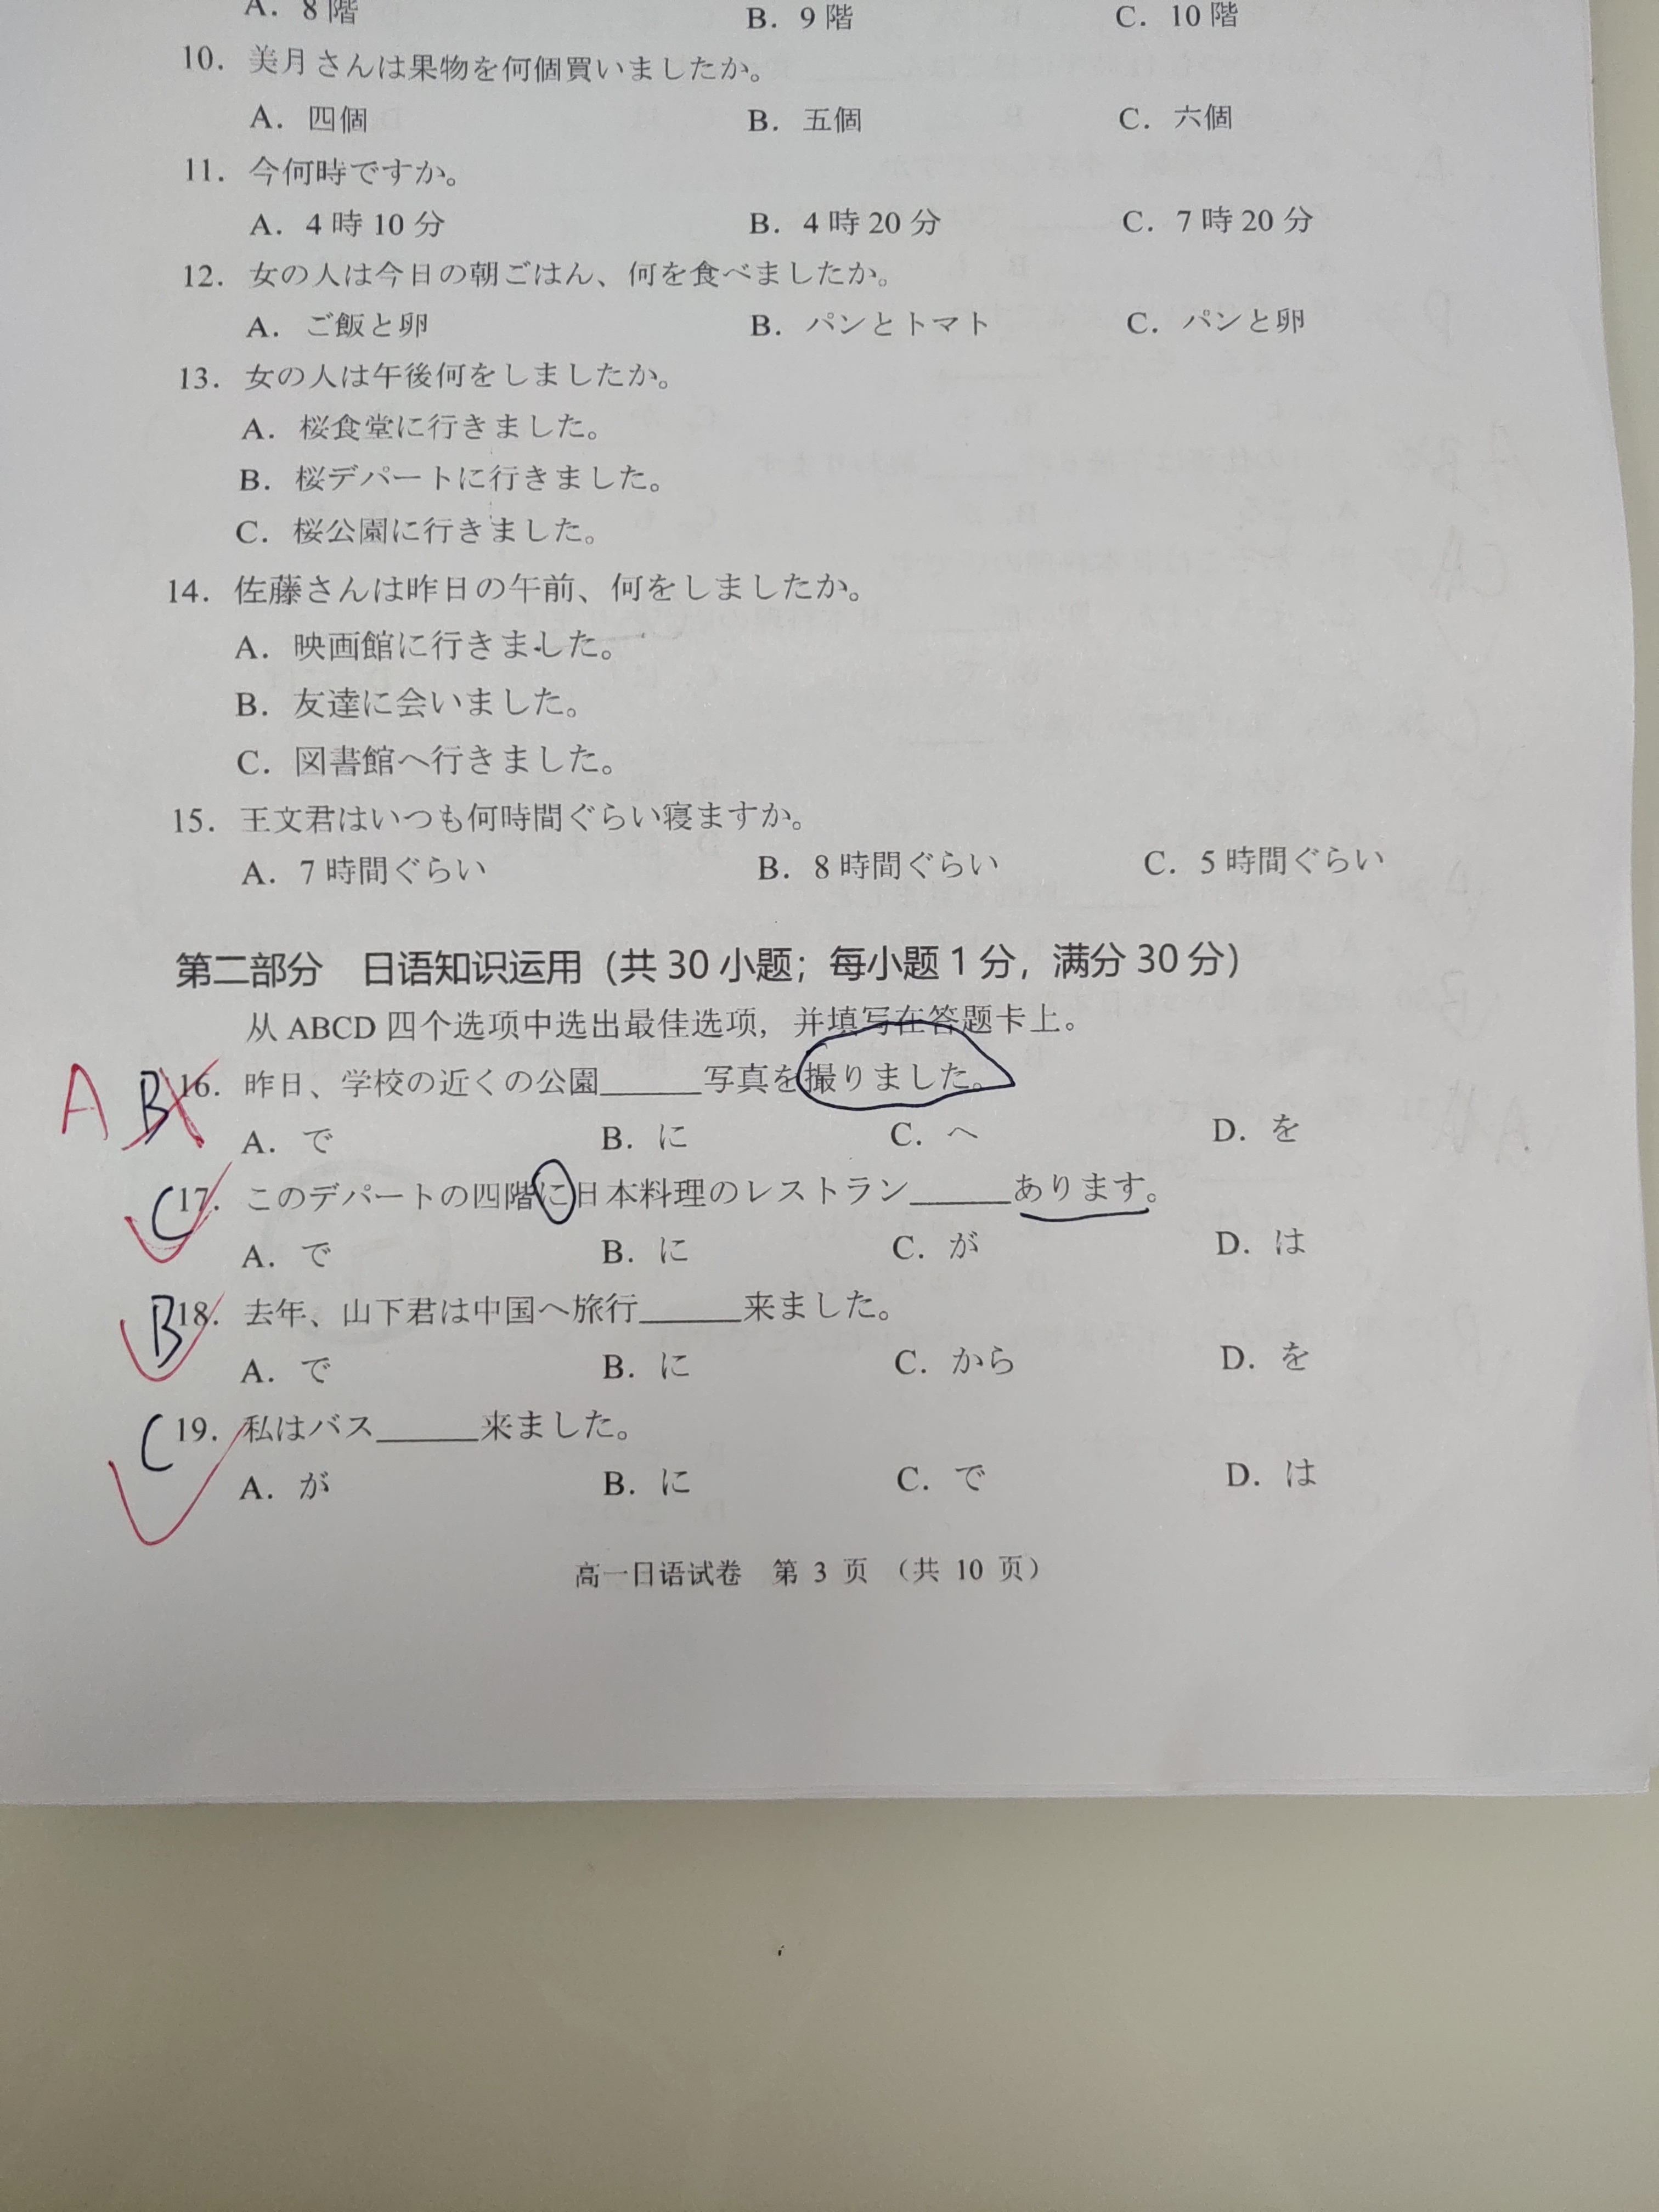 A．8 階 B．9 階 C．10 階
10．美月さんは果物を何個買いましたか。
A．四個 B．五個 C．六個
11．今何時ですか。
A．4 時 10 分 B．4 時 20 分 C．7 時 20 分
12．女の人は今日の朝ごはん、何を食べましたか。
A．ご飯と卵 B．パンとトマト C．パンと卵
13．女の人は午後何をしましたか。
A．桜食堂に行きました。
B．桜デパートに行きました。
C．桜公園に行きました。
14．佐藤さんは昨日の午前、何をしましたか。
A．映画館に行きました。
B．友達に会いました。
C．図書館へ行きました。
15．王文君はいつも何時間ぐらい寝ますか。
A．7 時間ぐらい B．8 時間ぐらい C．5 時間ぐらい
第二部分 日语知识运用（共 30 小题；每小题 1 分，满分 30 分）
从 ABCD 四个选项中选出最佳选项，并填写在答题卡上。
A B 16．昨日、学校の近くの公園______写真を撮りました。
A．で B．に C．へ D．を
C 17．このデパートの四階に日本料理のレストラン______あります。
A．で B．に C．が D．は
B 18．去年、山下君は中国へ旅行______来ました。
A．で B．に C．から D．を
C 19．私はバス______来ました。
A．が B．に C．で D．は
高一日语试卷 第 3 页 （共 10 页）